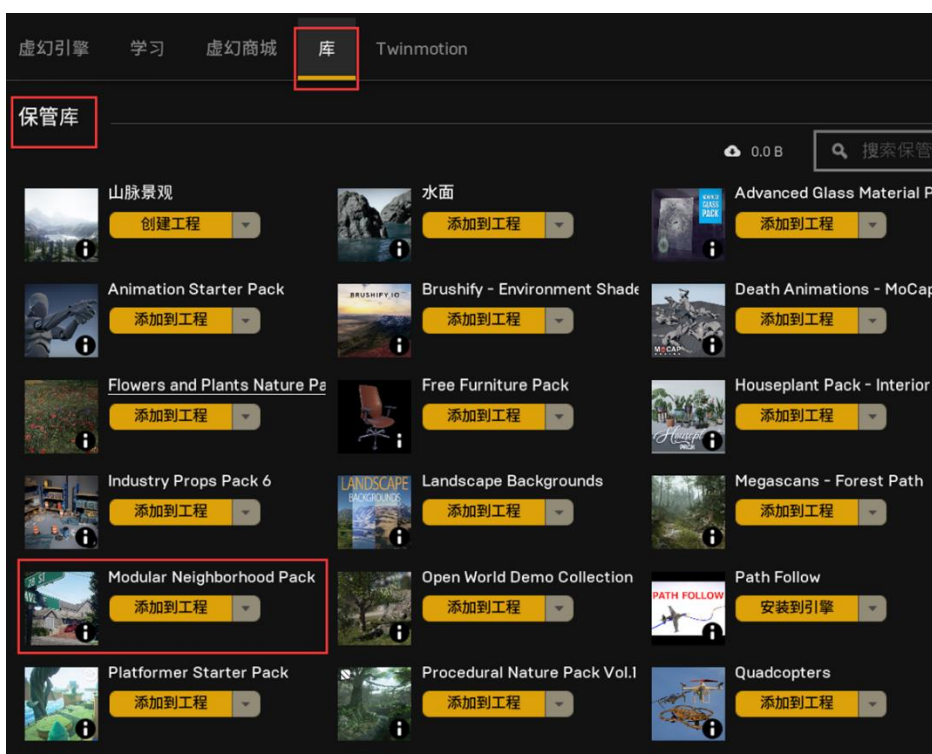 虚幻引擎 学习 虚幻商城 库 Twinmotion
保管库
0.0 B 搜索保管
山脉景观 水面 Advanced Glass Material P
创建工程 添加到工程 添加到工程
Animation Starter Pack Brushify - Environment Shade Death Animations - MoCap
添加到工程 添加到工程 添加到工程
Flowers and Plants Nature Pa Free Furniture Pack Houseplant Pack - Interior
添加到工程 添加到工程 添加到工程
Industry Props Pack 6 Landscape Backgrounds Megascans - Forest Path
添加到工程 添加到工程 添加到工程
Modular Neighborhood Pack Open World Demo Collection Path Follow
添加到工程 添加到工程 安装到引擎
Platformer Starter Pack Procedural Nature Pack Vol.1 Quadcopters
添加到工程 添加到工程 添加到工程
GLASS PACK
BRUSHIFY.IO
MOCAP
PACK
LANDSCAPE
BACKGROUNDS
PATH FOLLOW